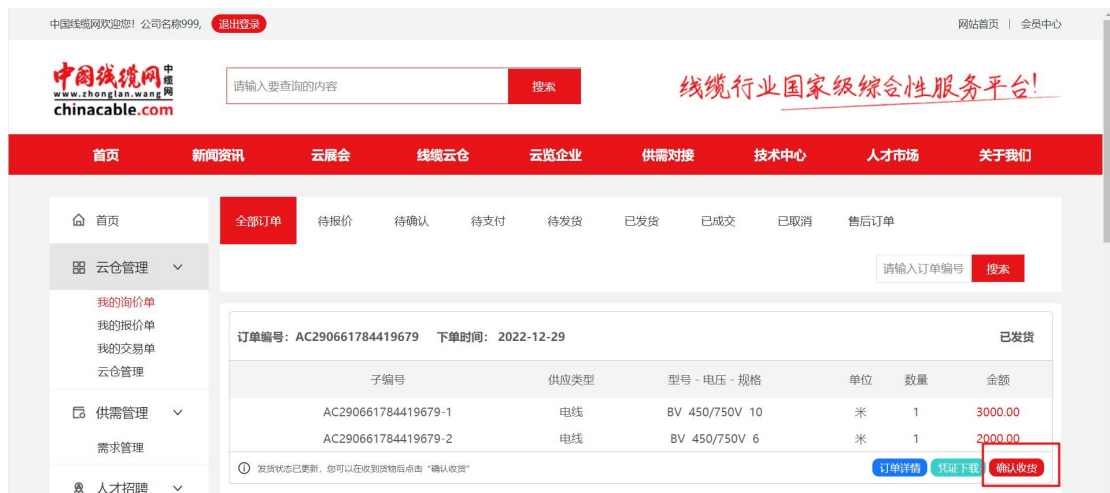 中国线缆网欢迎您！公司名称999, 退出登录 网站首页 | 会员中心
中国线缆网 中缆网
www.zhonglan.wang
chinacable.com
请输入要查询的内容 搜索
线缆行业国家级综合性服务平台!
首页 新闻资讯 云展会 线缆云仓 云览企业 供需对接 技术中心 人才市场 关于我们
首页
云仓管理
我的询价单
我的报价单
我的交易单
云仓管理
供需管理
需求管理
人才招聘
全部订单 待报价 待确认 待支付 待发货 已发货 已成交 已取消 售后订单
请输入订单编号 搜索
订单编号：AC290661784419679 下单时间：2022-12-29 已发货
子编号 供应类型 型号 - 电压 - 规格 单位 数量 金额
AC290661784419679-1 电线 BV 450/750V 10 米 1 3000.00
AC290661784419679-2 电线 BV 450/750V 6 米 1 2000.00
发货状态已更新，您可以在收到货物后点击“确认收货” 订单详情 凭证下载 确认收货